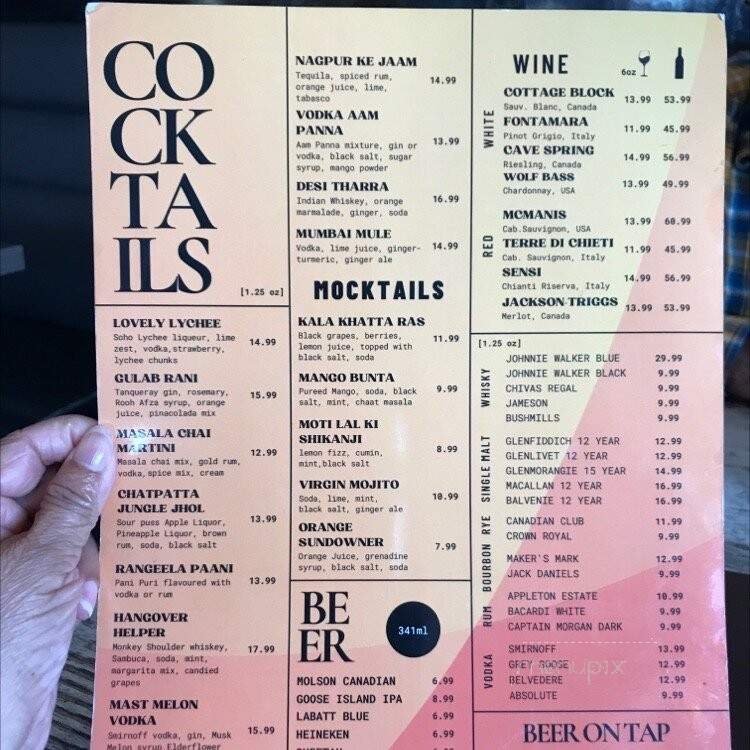 CO
CK
TA
ILS
[1.25 oz]
LOVELY LYCHEE
Soho Lychee liqueur, lime
zest, vodka,strawberry,
lychee chunks
14.99
GULAB RANI
Tanqueray gin, rosemary,
Rooh Afza syrup, orange
juice, pinacolada mix
15.99
MASALA CHAI
MARTINI
Masala chai mix, gold rum,
vodka,spice mix, cream
12.99
CHATPATTA
JUNGLE JHOL
Sour puss Apple Liquor,
Pineapple Liquor, brown
rum, soda, black salt
13.99
RANGEELA PAANI
Pani Puri flavoured with
vodka or rum
13.99
HANGOVER
HELPER
Monkey Shoulder whiskey,
Sambuca, soda, mint,
margarita mix, candied
grapes
17.99
MAST MELON
VODKA
Smirnoff vodka, gin, Musk
Melon syrup Elderflower
15.99
NAGPUR KE JAAM
Tequila, spiced rum,
orange juice, lime,
tabasco
14.99
VODKA AAM
PANNA
Aam Panna mixture, gin or
vodka, black salt, sugar
syrup, mango powder
13.99
DESI THARRA
Indian Whiskey, orange
marmalade, ginger, soda
16.99
MUMBAI MULE
Vodka, lime juice, ginger-
turmeric, ginger ale
14.99
MOCKTAILS
KALA KHATTA RAS
Black grapes, berries,
lemon juice, topped with
black salt, soda
11.99
MANGO BUNTA
Pureed Mango, soda, black
salt, mint, chaat masala
9.99
MOTI LAL KI
SHIKANJI
lemon fizz, cumin,
mint,black salt
8.99
VIRGIN MOJITO
Soda, lime, mint,
black salt, ginger ale
10.99
ORANGE
SUNDOWNER
Orange Juice, grenadine
syrup, black salt, soda
7.99
BE
ER
341ml
MOLSON CANADIAN 6.99
GOOSE ISLAND IPA 8.99
LABATT BLUE 6.99
HEINEKEN 6.99
WINE
6oz
WHITE
COTTAGE BLOCK
Sauv. Blanc, Canada
13.99 53.99
FONTAMARA
Pinot Grigio, Italy
11.99 45.99
CAVE SPRING
Riesling, Canada
14.99 56.99
WOLF BASS
Chardonnay, USA
13.99 49.99
RED
MCMANIS
Cab.Sauvignon, USA
13.99 60.99
TERRE DI CHIETI
Cab. Sauvignon, Italy
11.99 45.99
SENSI
Chianti Riserva, Italy
14.99 56.99
JACKSON-TRIGGS
Merlot, Canada
13.99 53.99
[1.25 oz]
WHISKY
JOHNNIE WALKER BLUE 29.99
JOHNNIE WALKER BLACK 9.99
CHIVAS REGAL 9.99
JAMESON 9.99
BUSHMILLS 9.99
SINGLE MALT
GLENFIDDICH 12 YEAR 12.99
GLENLIVET 12 YEAR 12.99
GLENMORANGIE 15 YEAR 14.99
MACALLAN 12 YEAR 16.99
BALVENIE 12 YEAR 16.99
RYE
CANADIAN CLUB 11.99
CROWN ROYAL 9.99
BOURBON
MAKER'S MARK 12.99
JACK DANIELS 9.99
RUM
APPLETON ESTATE 10.99
BACARDI WHITE 9.99
CAPTAIN MORGAN DARK 9.99
VODKA
SMIRNOFF 13.99
GREY GOOSE 12.99
BELVEDERE 12.99
ABSOLUTE 9.99
BEER ON TAP